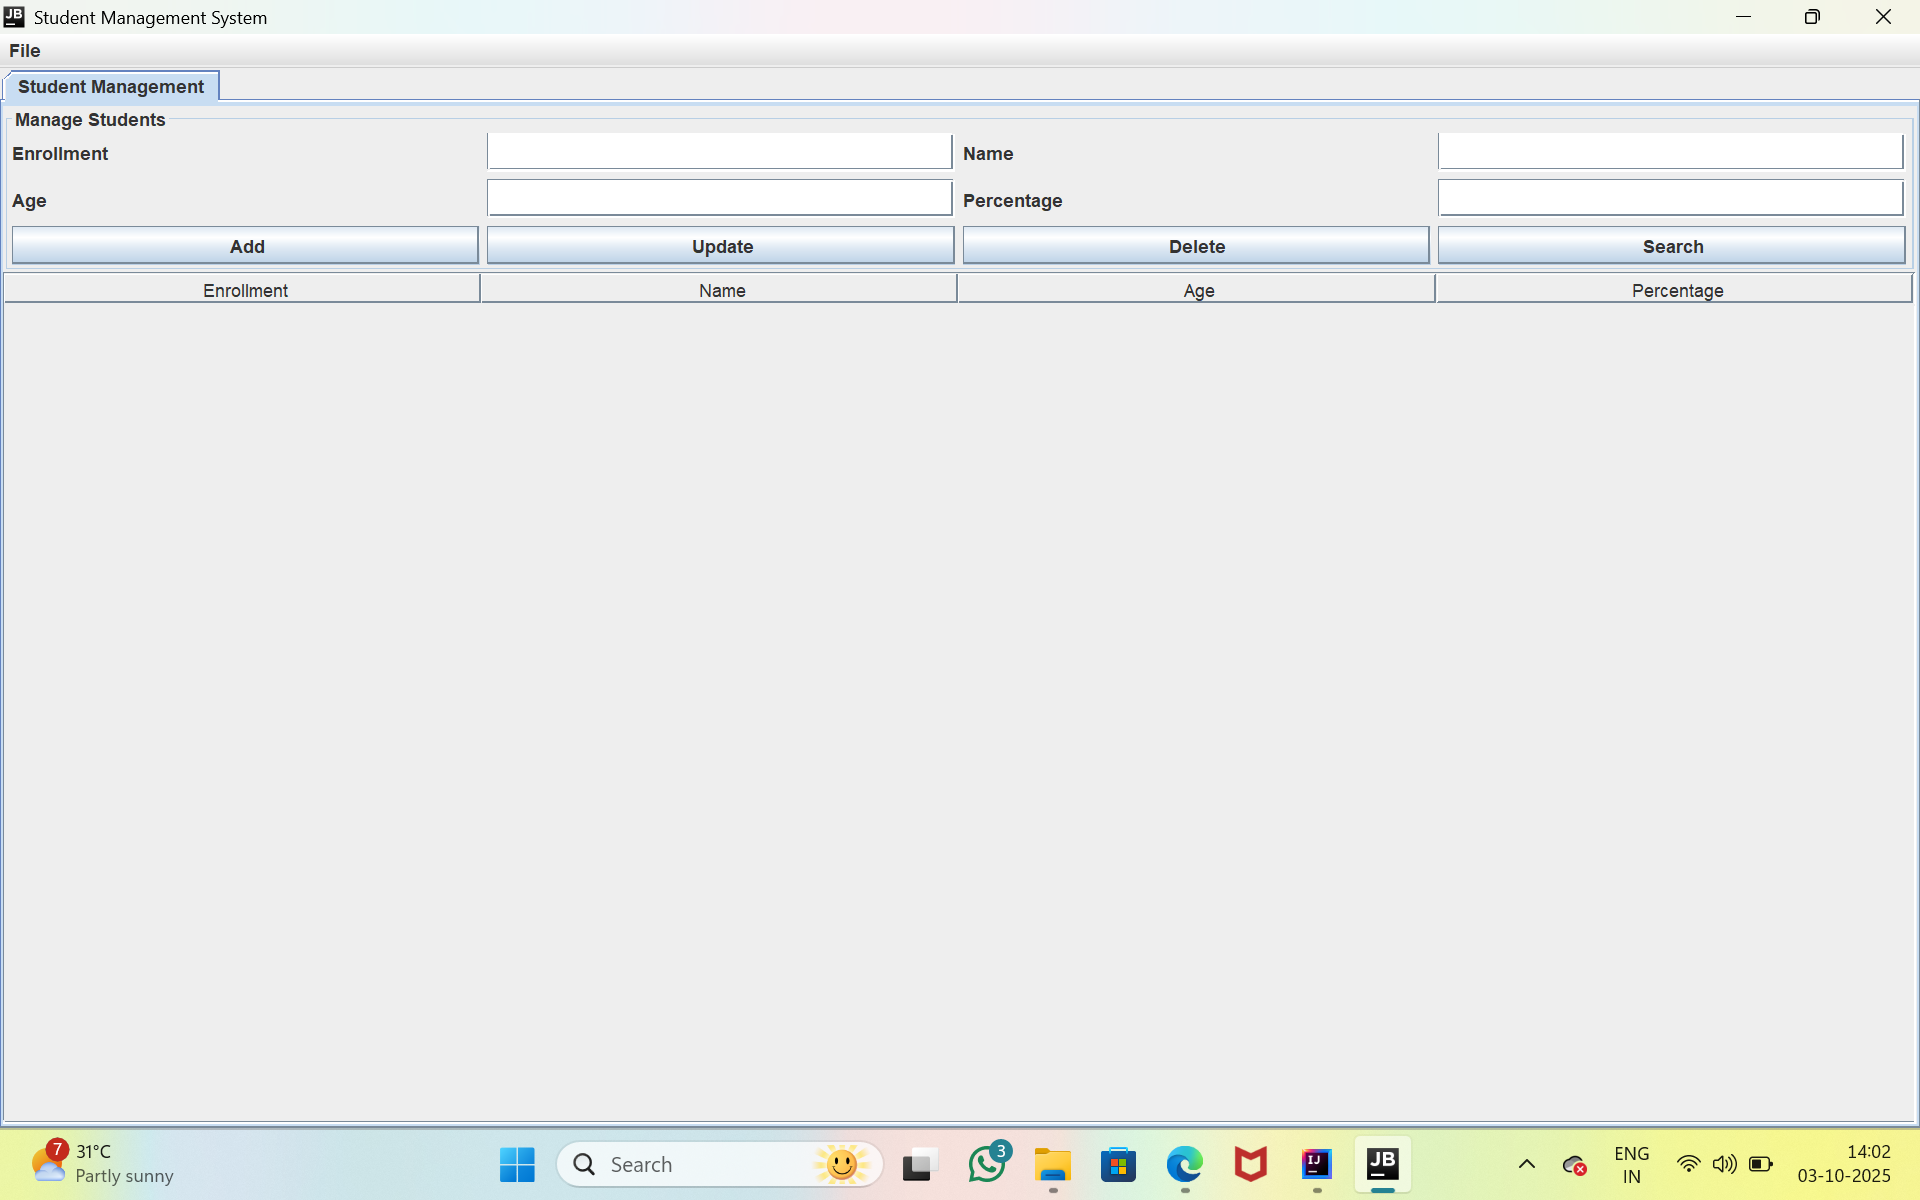 JB Student Management System
File
Student Management
Manage Students
Enrollment Name
Age Percentage
Add Update Delete Search
Enrollment Name Age Percentage
7 31°C
Partly sunny
Search
3
IJ
JB
ENG
IN
14:02
03-10-2025